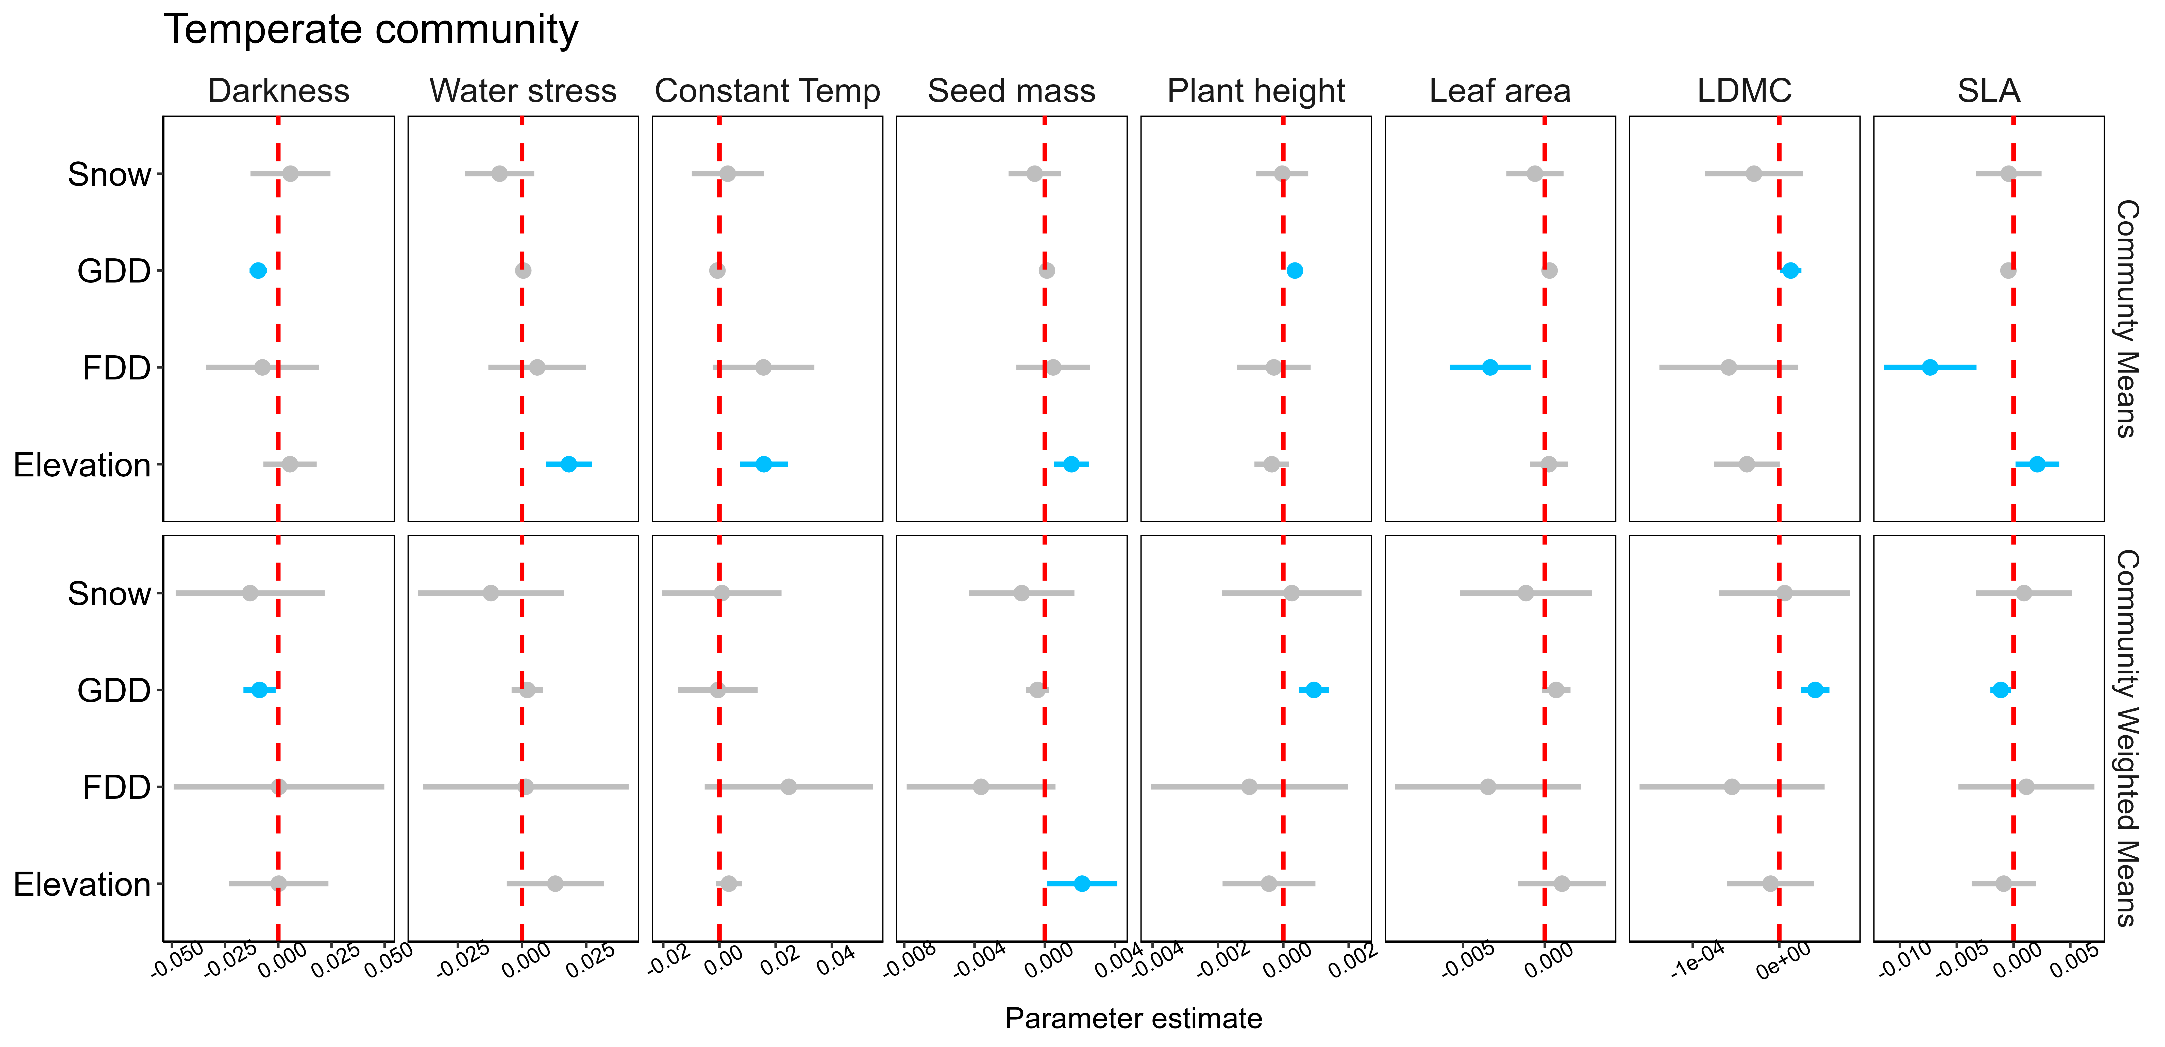 Temperate community
Darkness
Water stress
Constant Temp
Seed mass
Plant height
Leaf area
LDMC
SLA
Snow
GDD
FDD
Elevation
Communty Means
Snow
GDD
FDD
Elevation
Community Weighted Means
-0.050 -0.025 0.000 0.025 0.050
-0.025 0.000 0.025
-0.02 0.00 0.02 0.04
-0.008 -0.004 0.000 0.004
-0.004 -0.002 0.000 0.002
-0.005 0.000
-1e-04 0e+00
-0.010 -0.005 0.000 0.005
Parameter estimate